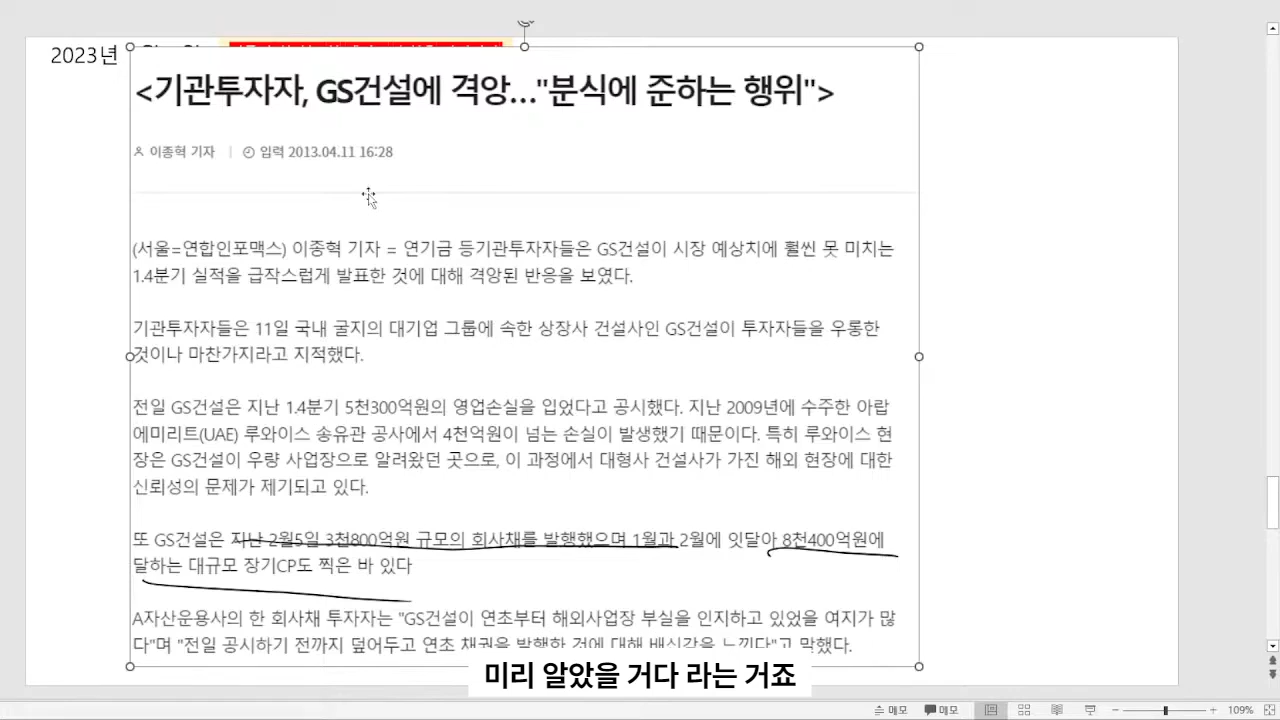 2023년
<기관투자자, GS건설에 격앙..."분식에 준하는 행위">
이종혁 기자 | 입력 2013.04.11 16:28
(서울=연합인포맥스) 이종혁 기자 = 연기금 등기관투자자들은 GS건설이 시장 예상치에 훨씬 못 미치는
1.4분기 실적을 급작스럽게 발표한 것에 대해 격앙된 반응을 보였다.
기관투자자들은 11일 국내 굴지의 대기업 그룹에 속한 상장사 건설사인 GS건설이 투자자들을 우롱한
것이나 마찬가지라고 지적했다.
전일 GS건설은 지난 1.4분기 5천300억원의 영업손실을 입었다고 공시했다. 지난 2009년에 수주한 아랍
에미리트(UAE) 루와이스 송유관 공사에서 4천억원이 넘는 손실이 발생했기 때문이다. 특히 루와이스 현
장은 GS건설이 우량 사업장으로 알려왔던 곳으로, 이 과정에서 대형사 건설사가 가진 해외 현장에 대한
신뢰성의 문제가 제기되고 있다.
또 GS건설은 지난 2월5일 3천800억원 규모의 회사채를 발행했으며 1월과 2월에 잇달아 8천400억원에
달하는 대규모 장기CP도 찍은 바 있다
A자산운용사의 한 회사채 투자자는 "GS건설이 연초부터 해외사업장 부실을 인지하고 있었을 여지가 많
다"며 "전일 공시하기 전까지 덮어두고 연초 채권을 발행한 것에 대해 배신감을 느낀다"고 말했다.
미리 알았을 거다 라는 거죠
메모 메모 109%